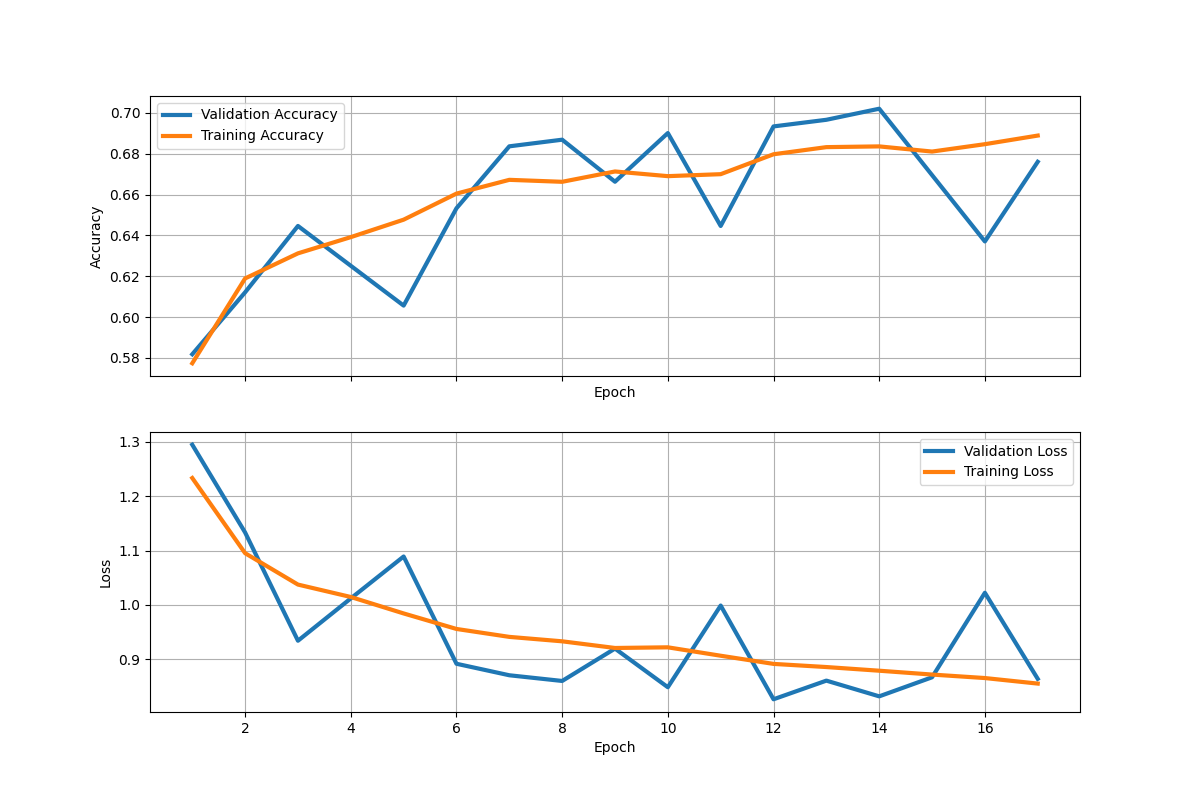 0.70
0.68
0.66
0.64
0.62
0.60
0.58
Accuracy
Validation Accuracy
Training Accuracy
Epoch
1.3
1.2
1.1
1.0
0.9
Loss
Validation Loss
Training Loss
2 4 6 8 10 12 14 16
Epoch